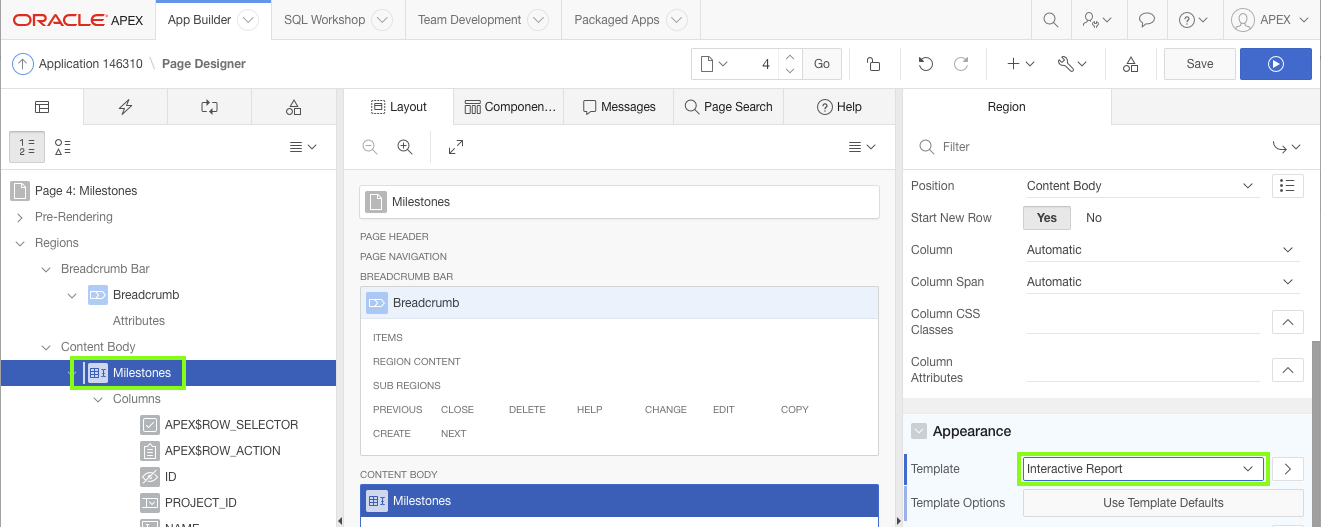 ORACLE APEX App Builder SQL Workshop Team Development Packaged Apps APEX
Application 146310 \ Page Designer 4 Go Save
Layout Componen... Messages Page Search Help Region
1 2
Filter
Page 4: Milestones
Pre-Rendering
Regions
Breadcrumb Bar
Breadcrumb
Attributes
Content Body
Milestones
Columns
APEX$ROW_SELECTOR
APEX$ROW_ACTION
ID
PROJECT_ID
NAME
Milestones
PAGE HEADER
PAGE NAVIGATION
BREADCRUMB BAR
Breadcrumb
ITEMS
REGION CONTENT
SUB REGIONS
PREVIOUS CLOSE DELETE HELP CHANGE EDIT COPY
CREATE NEXT
CONTENT BODY
Milestones
Position Content Body
Start New Row Yes No
Column Automatic
Column Span Automatic
Column CSS
Classes
Column
Attributes
Appearance
Template Interactive Report
Template Options Use Template Defaults